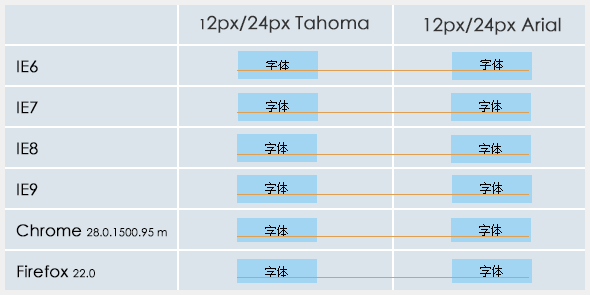 12px/24px Tahoma 12px/24px Arial
IE6 字体 字体
IE7 字体 字体
IE8 字体 字体
IE9 字体 字体
Chrome 28.0.1500.95 m 字体 字体
Firefox 22.0 字体 字体